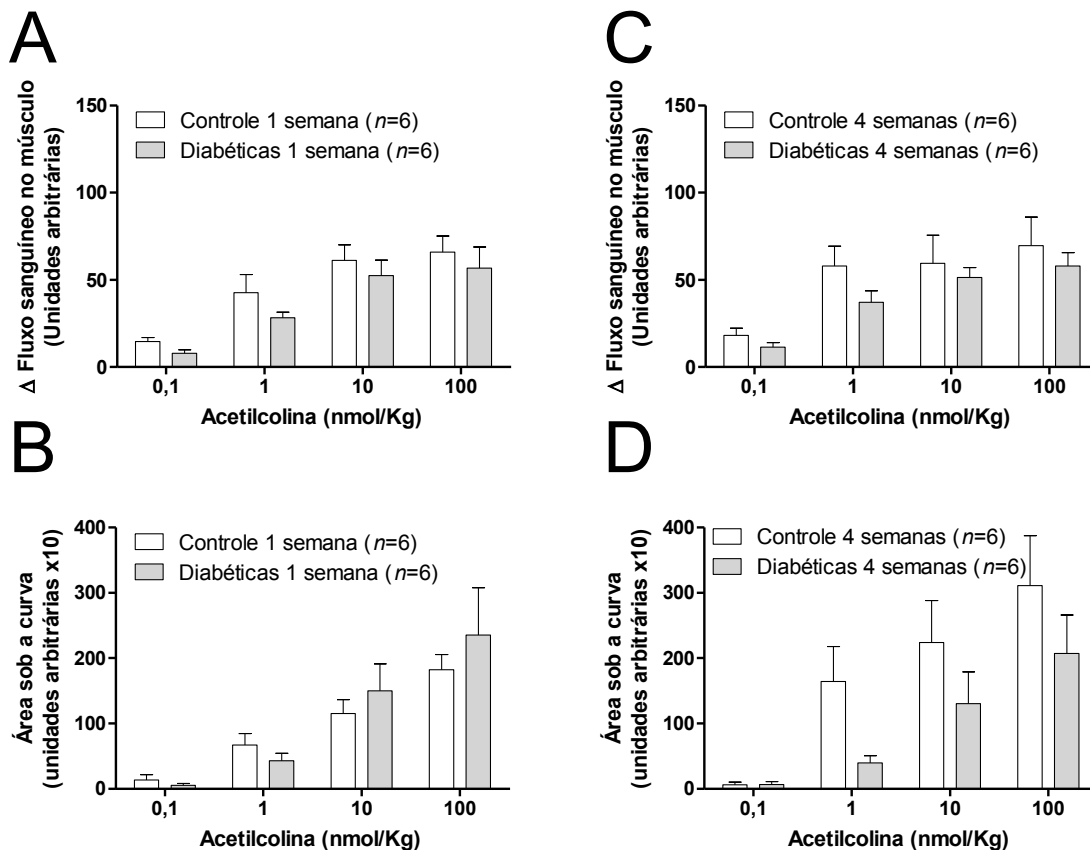 A
Δ Fluxo sanguíneo no músculo
(Unidades arbitrárias)
150
100
50
0
Controle 1 semana (n=6)
Diabéticas 1 semana (n=6)
0,1 1 10 100
Acetilcolina (nmol/Kg)
B
Área sob a curva
(unidades arbitrárias x10)
400
300
200
100
0
Controle 1 semana (n=6)
Diabéticas 1 semana (n=6)
0,1 1 10 100
Acetilcolina (nmol/Kg)
C
Δ Fluxo sanguíneo no músculo
(Unidades arbitrárias)
150
100
50
0
Controle 4 semanas (n=6)
Diabéticas 4 semanas (n=6)
0,1 1 10 100
Acetilcolina (nmol/Kg)
D
Área sob a curva
(unidades arbitrárias x10)
400
300
200
100
0
Controle 4 semanas (n=6)
Diabéticas 4 semanas (n=6)
0,1 1 10 100
Acetilcolina (nmol/Kg)